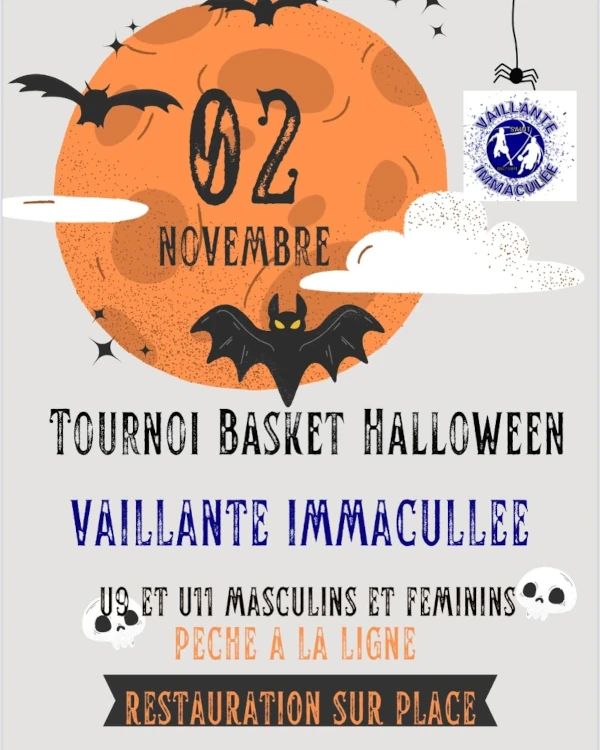 02
NOVEMBRE
VAILLANTE
IMMACULÉE
TOURNOI BASKET HALLOWEEN
VAILLANTE IMMACULLEE
U9 ET U11 MASCULINS ET FEMININS
PECHE A LA LIGNE
RESTAURATION SUR PLACE